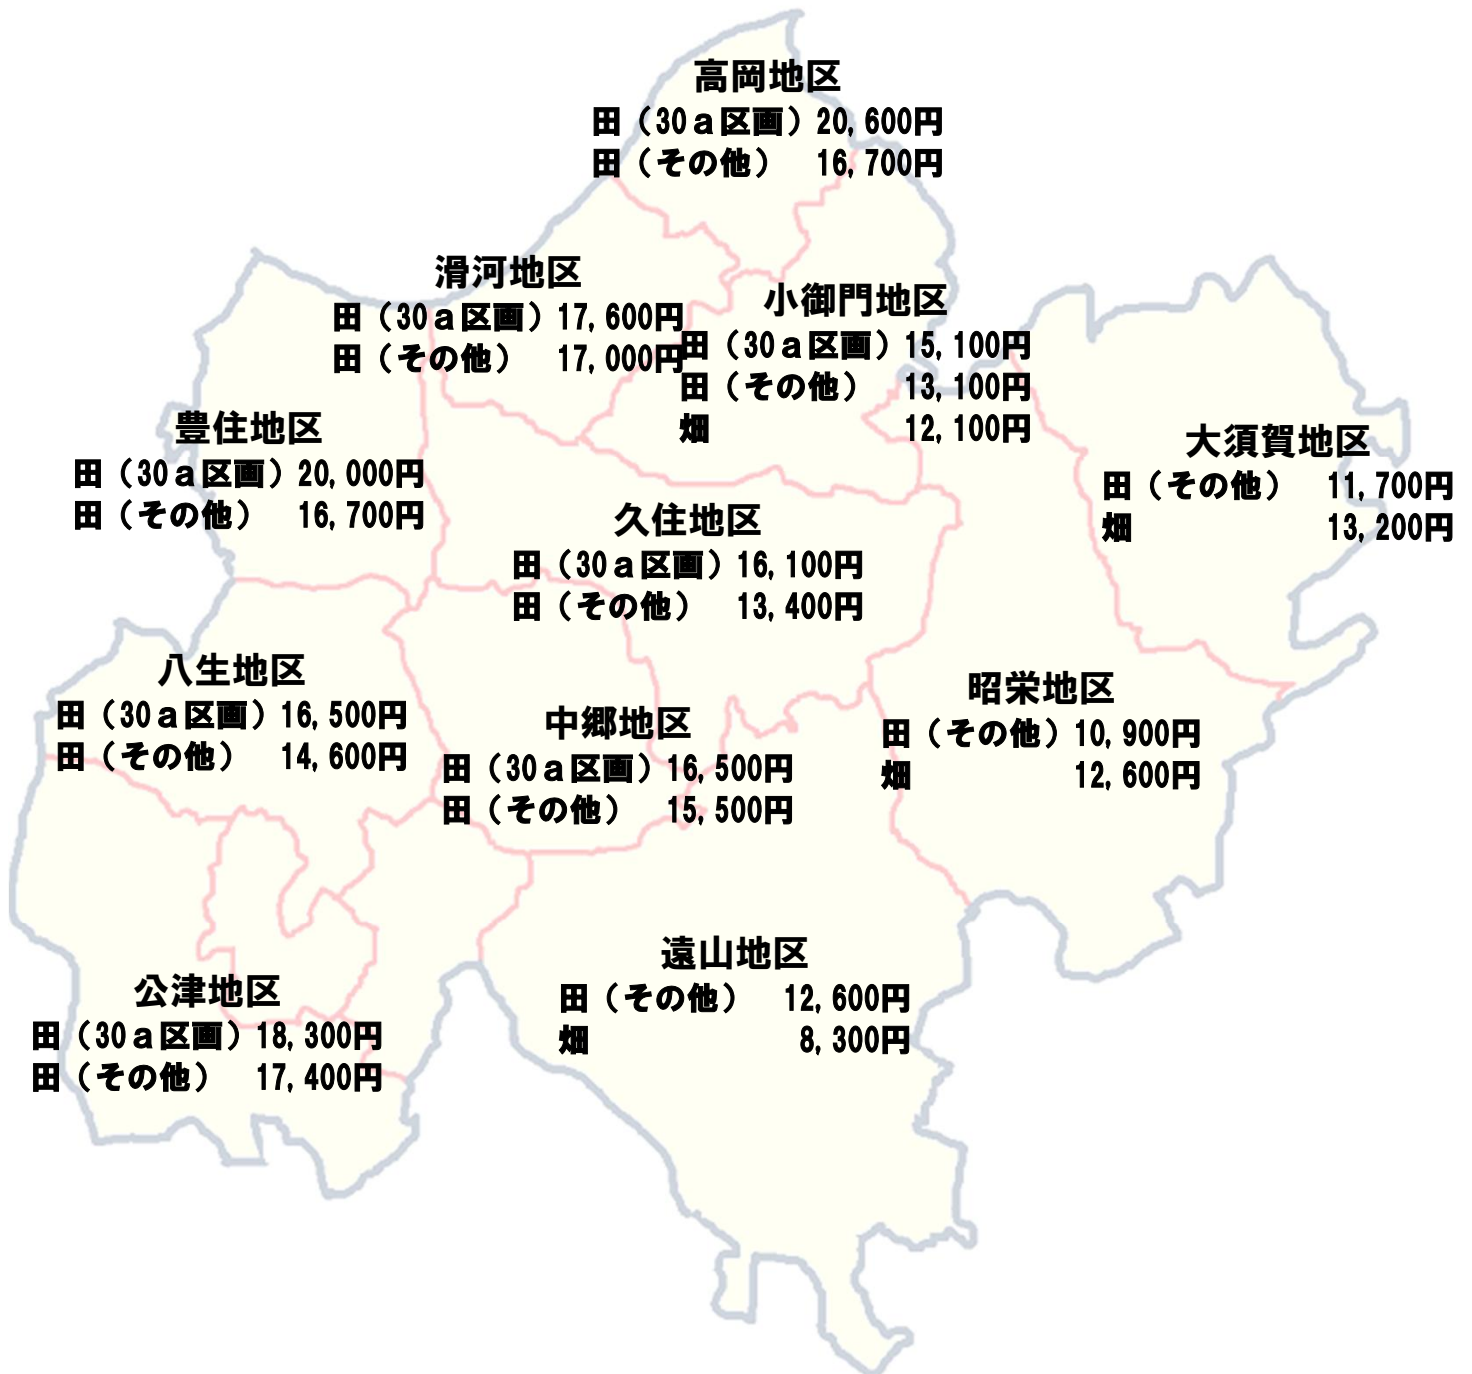 高岡地区
田（30ａ区画）20,600円
田（その他）　16,700円
滑河地区
田（30ａ区画）17,600円
田（その他）　17,000円
小御門地区
田（30ａ区画）15,100円
田（その他）　13,100円
畑　12,100円
豊住地区
田（30ａ区画）20,000円
田（その他）　16,700円
大須賀地区
田（その他）　11,700円
畑　13,200円
久住地区
田（30ａ区画）16,100円
田（その他）　13,400円
八生地区
田（30ａ区画）16,500円
田（その他）　14,600円
中郷地区
田（30ａ区画）16,500円
田（その他）　15,500円
昭栄地区
田（その他）10,900円
畑　12,600円
遠山地区
田（その他）　12,600円
畑　8,300円
公津地区
田（30ａ区画）18,300円
田（その他）　17,400円